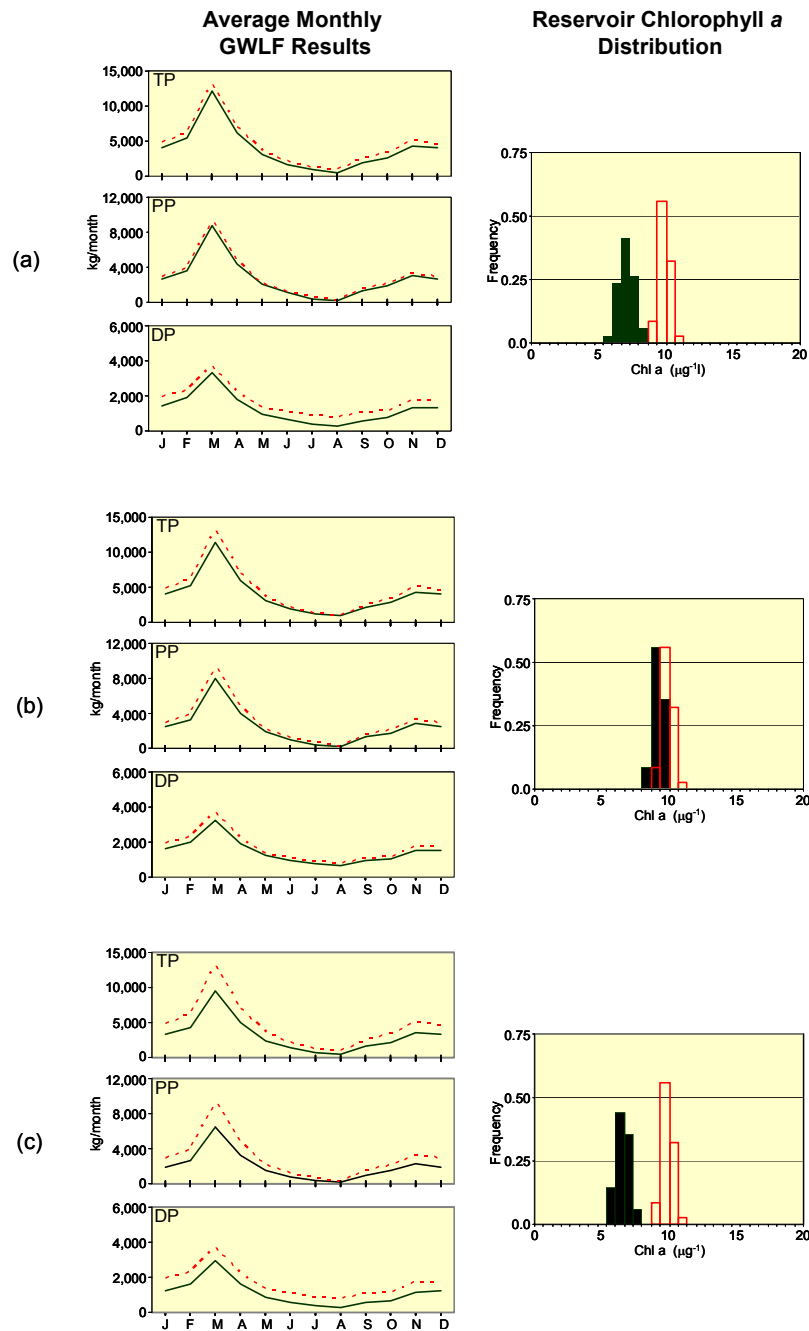 Average Monthly
GWLF Results
Reservoir Chlorophyll a
Distribution
(a)
kg/month
TP
15,000
10,000
5,000
0
PP
12,000
8,000
4,000
0
DP
6,000
4,000
2,000
0
J F M A M J J A S O N D
Frequency
0.75
0.50
0.25
0.0
0 5 10 15 20
Chl a (µg⁻¹l)
(b)
kg/month
TP
15,000
10,000
5,000
0
PP
12,000
8,000
4,000
0
DP
6,000
4,000
2,000
0
J F M A M J J A S O N D
Frequency
0.75
0.50
0.25
0.0
0 5 10 15 20
Chl a (µg⁻¹)
(c)
kg/month
TP
15,000
10,000
5,000
0
PP
12,000
8,000
4,000
0
DP
6,000
4,000
2,000
0
J F M A M J J A S O N D
Frequency
0.75
0.50
0.25
0.0
0 5 10 15 20
Chl a (µg⁻¹)